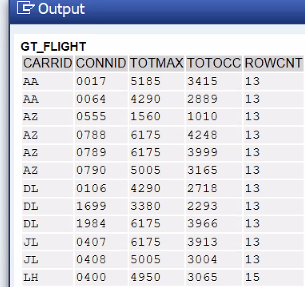 Output
GT_FLIGHT
CARRID CONNID TOTMAX TOTOCC ROWCNT
AA 0017 5185 3415 13
AA 0064 4290 2889 13
AZ 0555 1560 1010 13
AZ 0788 6175 4248 13
AZ 0789 6175 3999 13
AZ 0790 5005 3165 13
DL 0106 4290 2718 13
DL 1699 3380 2293 13
DL 1984 6175 3966 13
JL 0407 6175 3913 13
JL 0408 5005 3004 13
LH 0400 4950 3065 15